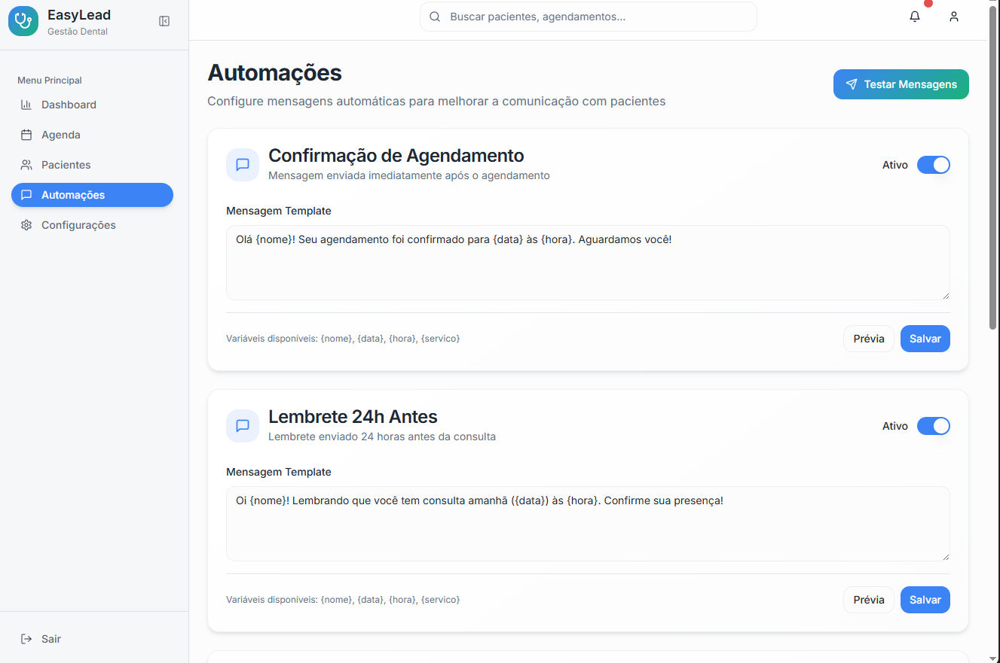 EasyLead
Gestão Dental
Menu Principal
Dashboard
Agenda
Pacientes
Automações
Configurações
Sair
Buscar pacientes, agendamentos...
Automações
Configure mensagens automáticas para melhorar a comunicação com pacientes
Testar Mensagens
Confirmação de Agendamento
Mensagem enviada imediatamente após o agendamento
Ativo
Mensagem Template
Olá {nome}! Seu agendamento foi confirmado para {data} às {hora}. Aguardamos você!
Variáveis disponíveis: {nome}, {data}, {hora}, {servico}
Prévia
Salvar
Lembrete 24h Antes
Lembrete enviado 24 horas antes da consulta
Ativo
Mensagem Template
Oi {nome}! Lembrando que você tem consulta amanhã ({data}) às {hora}. Confirme sua presença!
Variáveis disponíveis: {nome}, {data}, {hora}, {servico}
Prévia
Salvar